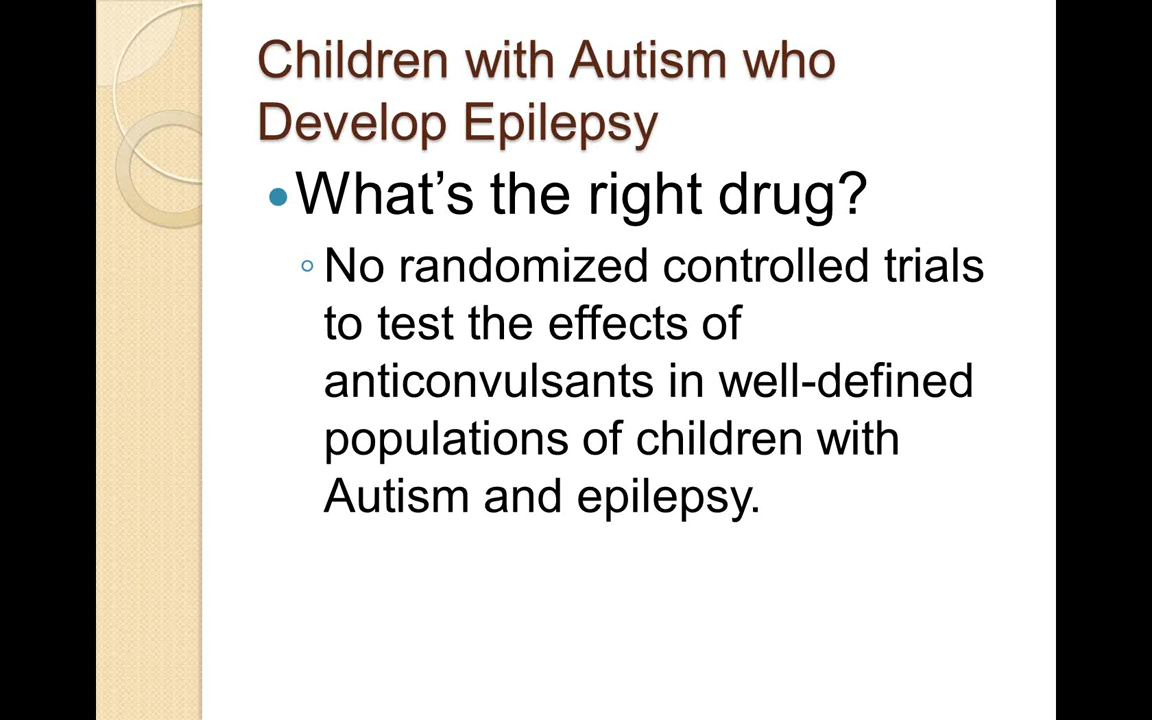 Children with Autism who
Develop Epilepsy
What's the right drug?
No randomized controlled trials
to test the effects of
anticonvulsants in well-defined
populations of children with
Autism and epilepsy.